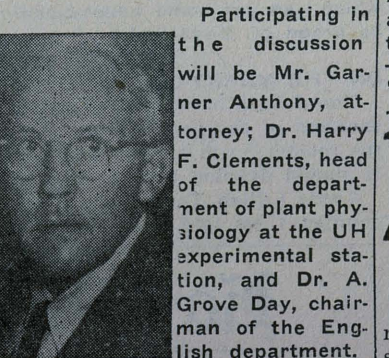 Participating in
the discussion
will be Mr. Gar-
ner Anthony, at-
torney; Dr. Harry
F. Clements, head
of the depart-
ment of plant phy-
siology at the UH
experimental sta-
tion, and Dr. A.
Grove Day, chair-
man of the Eng-
lish department.